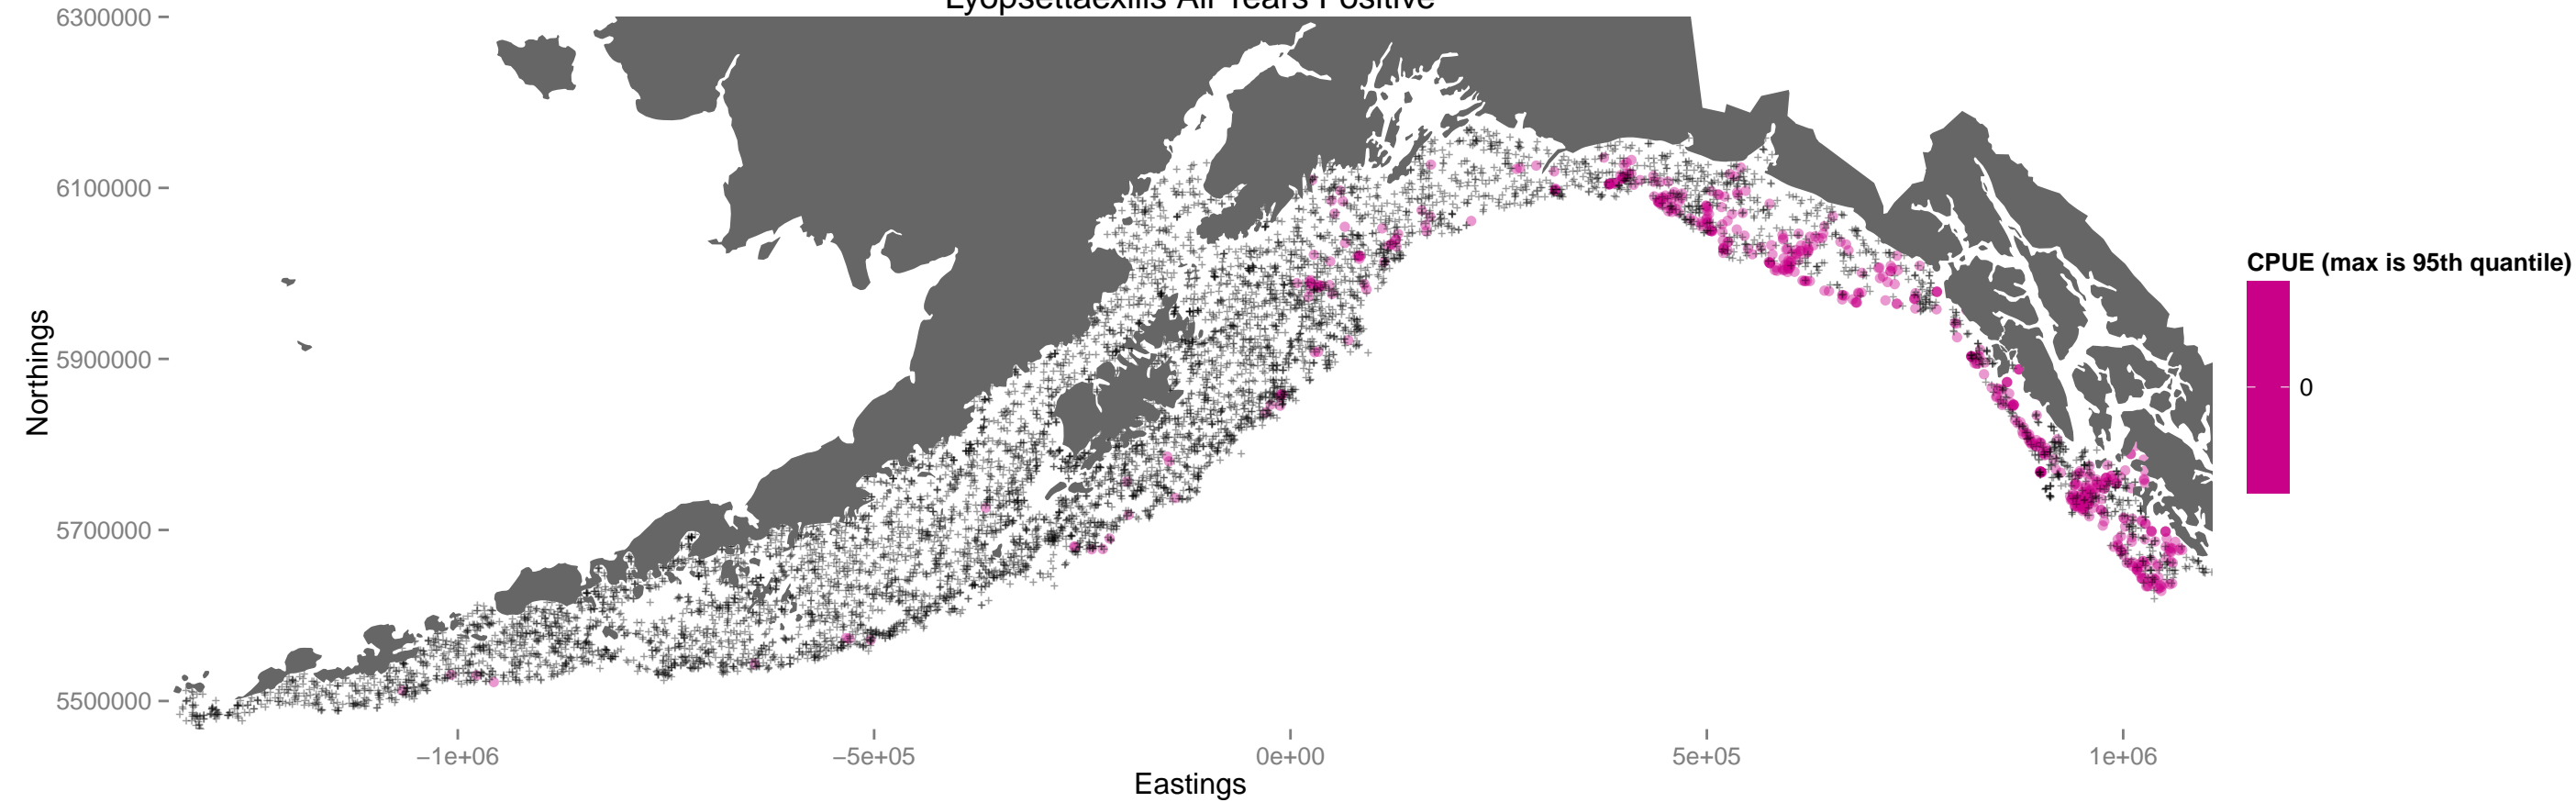 Lyopsettaexilis All Years Positive
6300000
6100000
5900000
5700000
5500000
Northings
−1e+06
−5e+05
0e+00
5e+05
1e+06
Eastings
CPUE (max is 95th quantile)
0